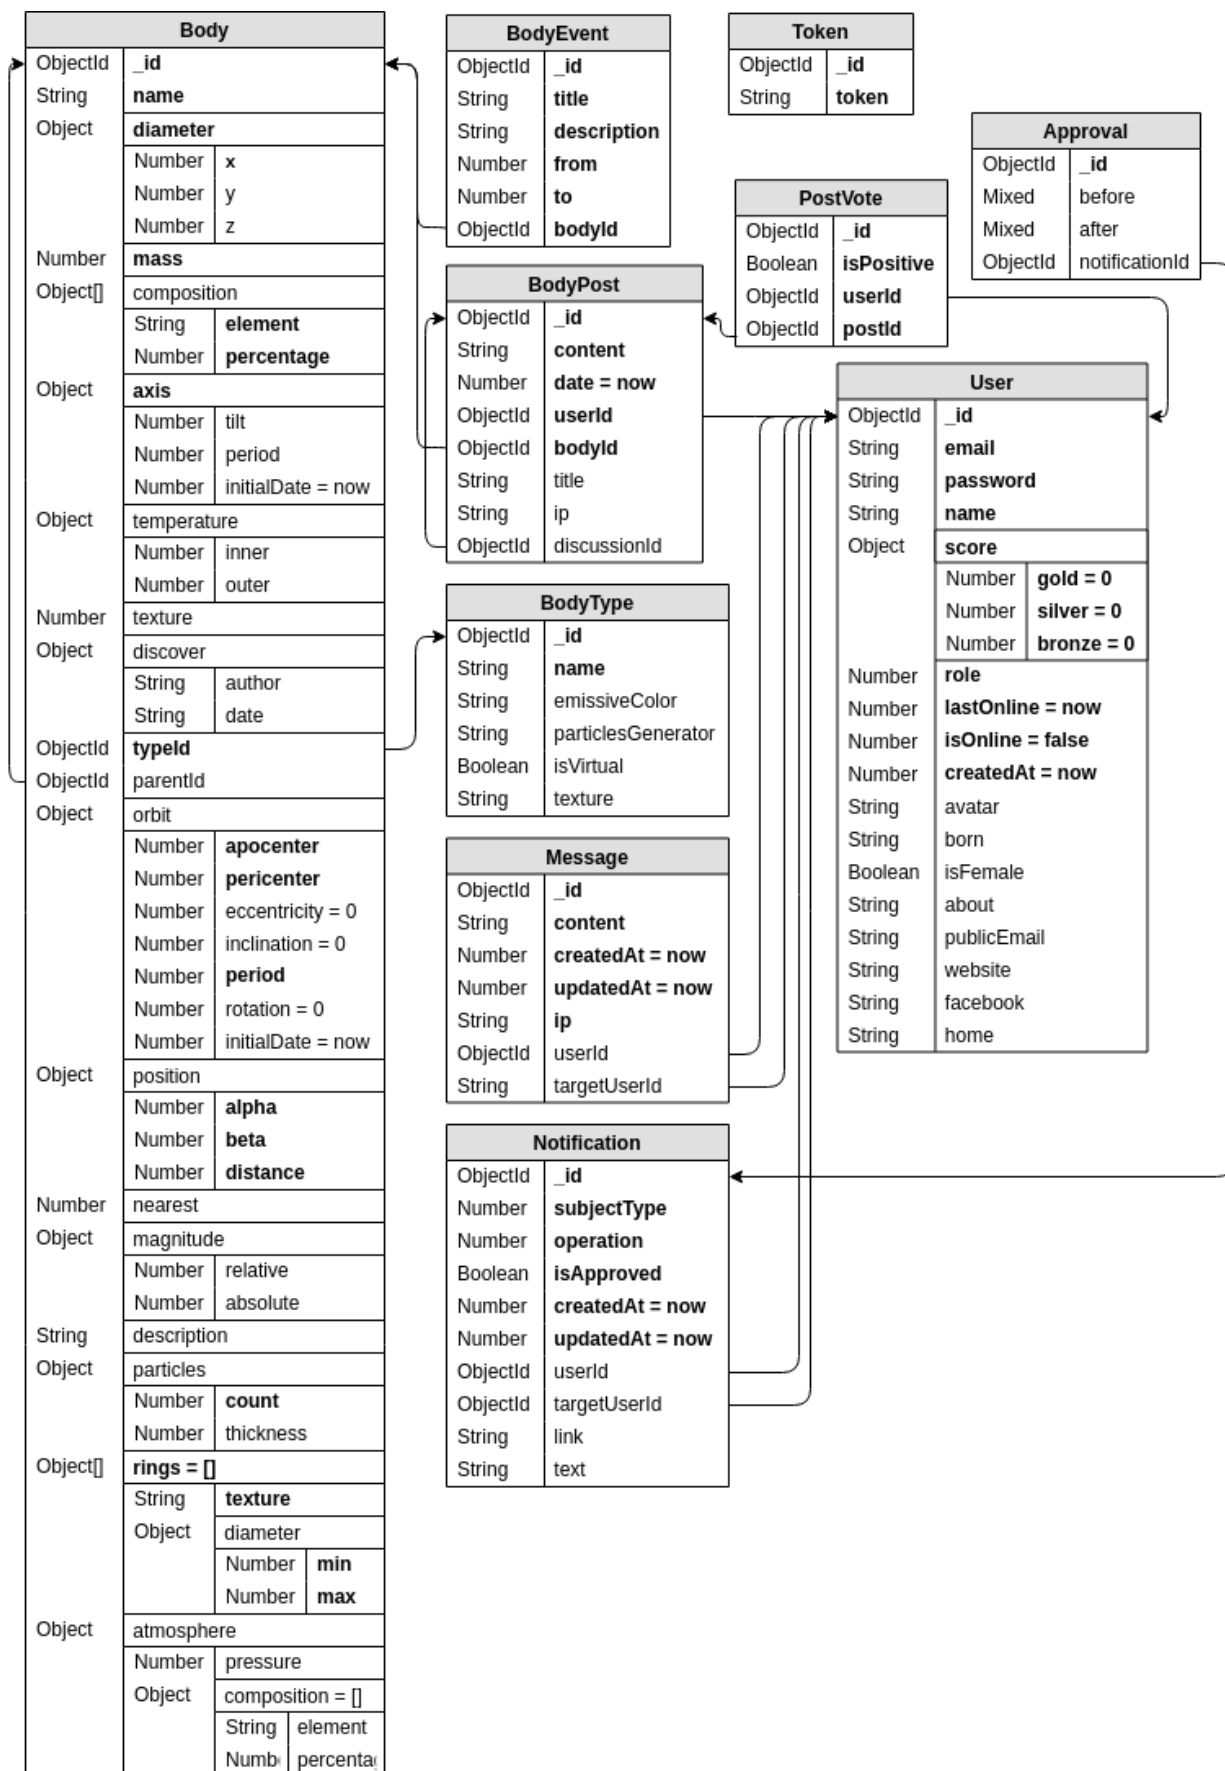 Body
ObjectId _id
String name
Object diameter
Number x
Number y
Number z
Number mass
Object[] composition
String element
Number percentage
Object axis
Number tilt
Number period
Number initialDate = now
Object temperature
Number inner
Number outer
Number texture
Object discover
String author
String date
ObjectId typeId
ObjectId parentId
Object orbit
Number apocenter
Number pericenter
Number eccentricity = 0
Number inclination = 0
Number period
Number rotation = 0
Number initialDate = now
Object position
Number alpha
Number beta
Number distance
Number nearest
Object magnitude
Number relative
Number absolute
String description
Object particles
Number count
Number thickness
Object[] rings = []
String texture
Object diameter
Number min
Number max
Object atmosphere
Number pressure
Object composition = []
String element
BodyEvent
ObjectId _id
String title
String description
Number from
Number to
ObjectId bodyId
BodyPost
ObjectId _id
String content
Number date = now
ObjectId userId
ObjectId bodyId
String title
String ip
ObjectId discussionId
BodyType
ObjectId _id
String name
String emissiveColor
String particlesGenerator
Boolean isVirtual
String texture
Message
ObjectId _id
String content
Number createdAt = now
Number updatedAt = now
String ip
ObjectId userId
String targetUserId
Notification
ObjectId _id
Number subjectType
Number operation
Boolean isApproved
Number createdAt = now
Number updatedAt = now
ObjectId userId
ObjectId targetUserId
String link
String text
Token
ObjectId _id
String token
PostVote
ObjectId _id
Boolean isPositive
ObjectId userId
ObjectId postId
Approval
ObjectId _id
Mixed before
Mixed after
ObjectId notificationId
User
ObjectId _id
String email
String password
String name
Object score
Number gold = 0
Number silver = 0
Number bronze = 0
Number role
Number lastOnline = now
Number isOnline = false
Number createdAt = now
String avatar
String born
Boolean isFemale
String about
String publicEmail
String website
String facebook
String home